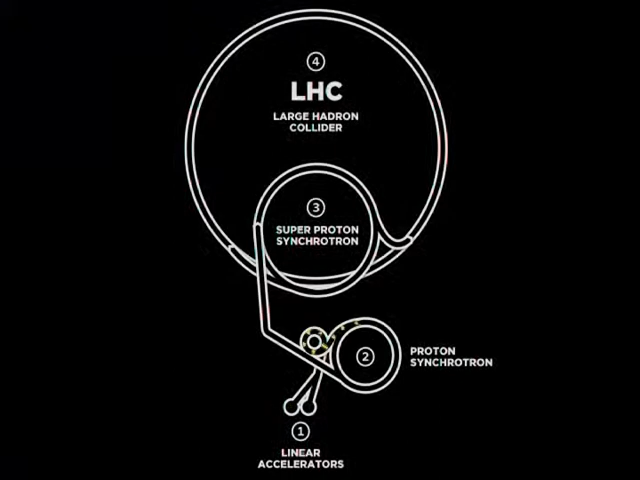 4
LHC
LARGE HADRON
COLLIDER
3
SUPER PROTON
SYNCHROTRON
2
PROTON
SYNCHROTRON
1
LINEAR
ACCELERATORS